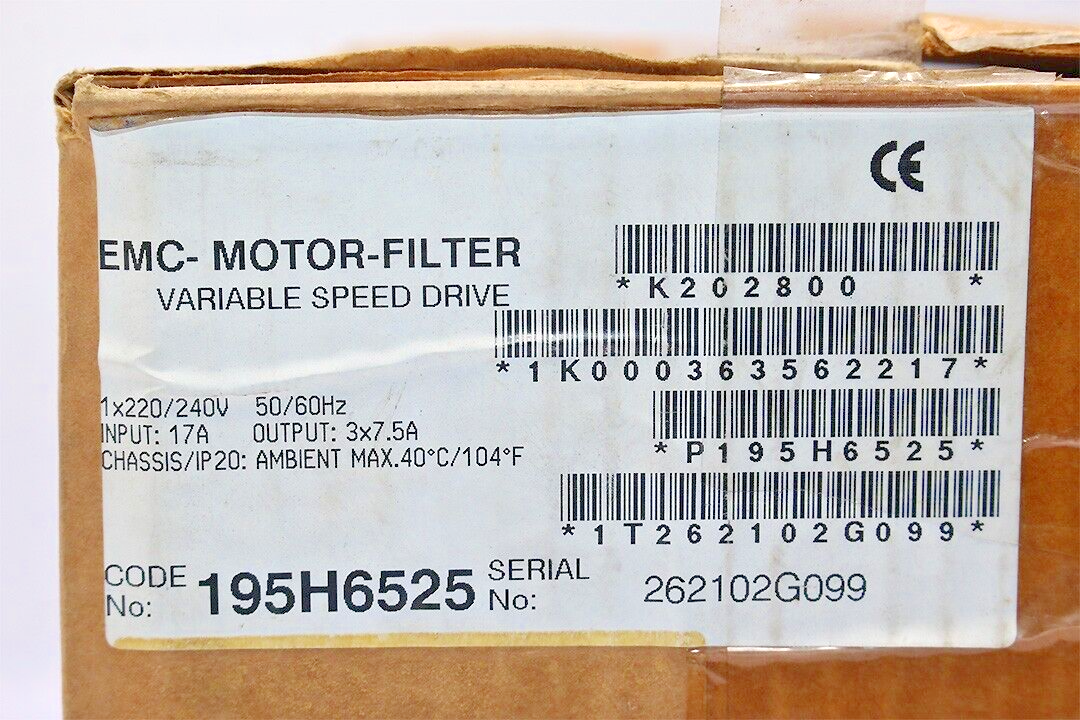 CE
EMC- MOTOR-FILTER
VARIABLE SPEED DRIVE
*K202800 *
*1K000363562217*
1x220/240V 50/60Hz
INPUT: 17A OUTPUT: 3x7.5A
CHASSIS/IP20: AMBIENT MAX.40°C/104°F
*P195H6525*
*1T262102G099*
CODE No: 195H6525 SERIAL No: 262102G099